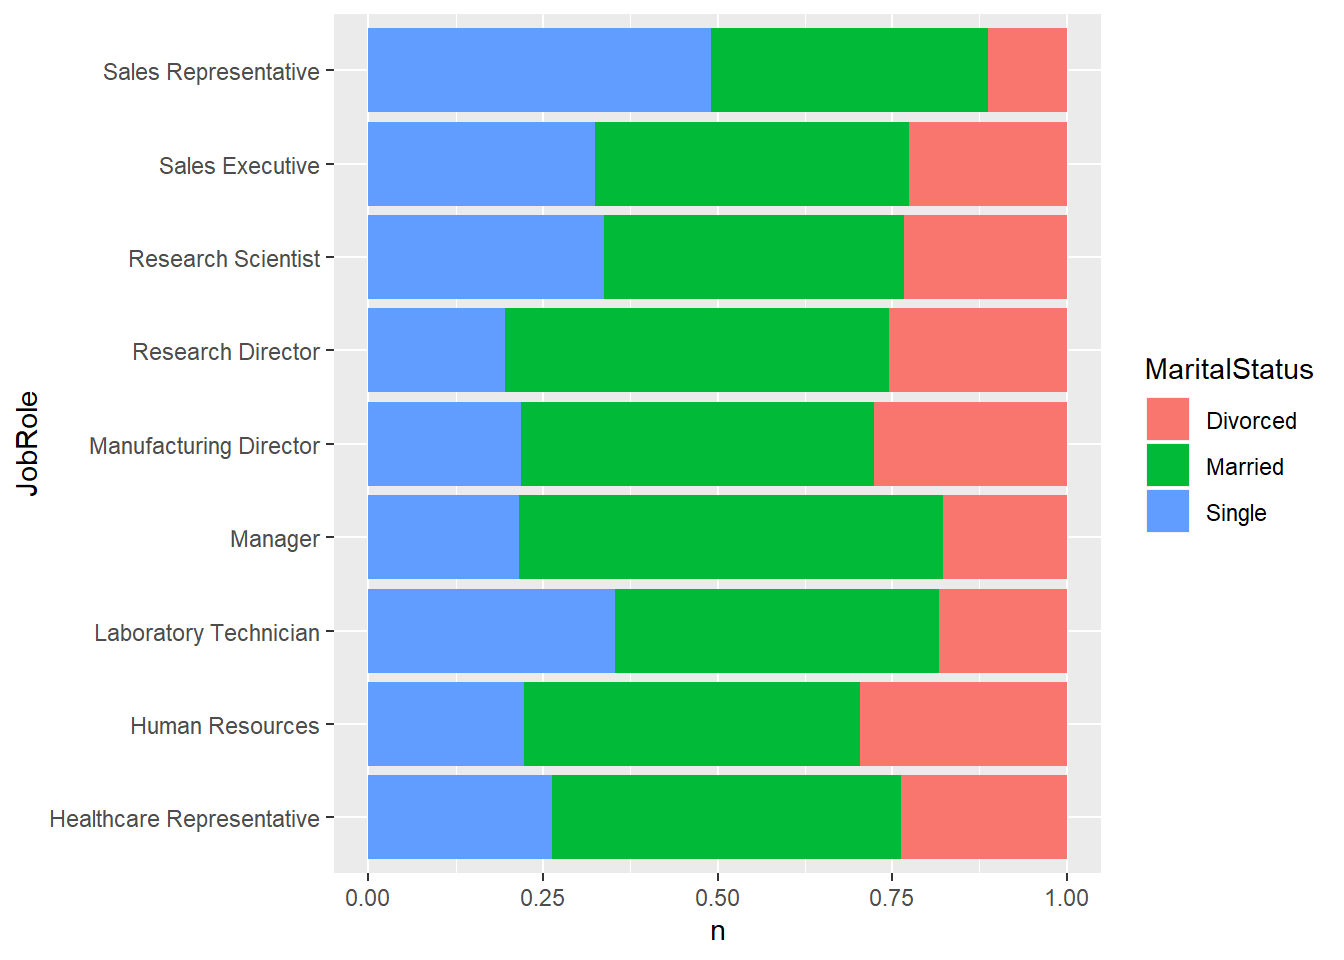 Sales Representative
Sales Executive
Research Scientist
Research Director
Manufacturing Director
Manager
Laboratory Technician
Human Resources
Healthcare Representative
JobRole
0.00 0.25 0.50 0.75 1.00
n
MaritalStatus
Divorced
Married
Single